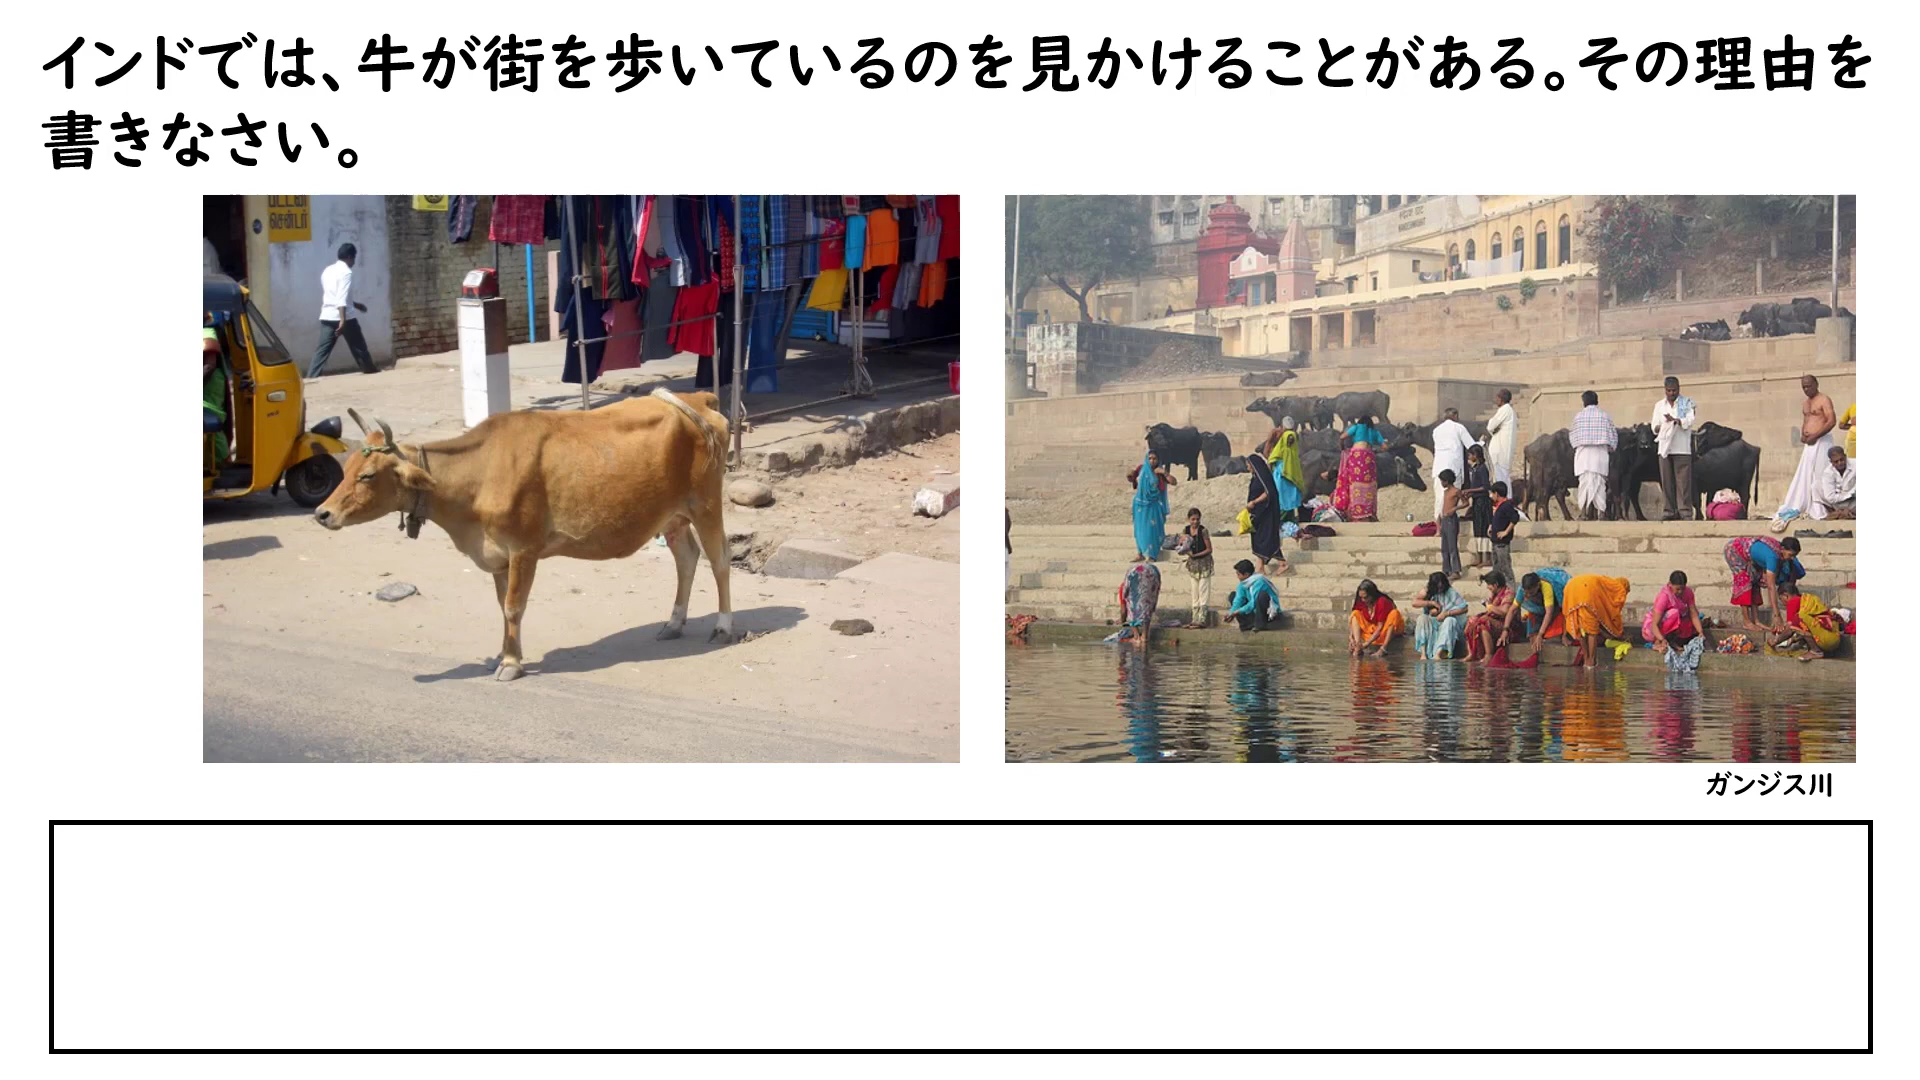 インドでは、牛が街を歩いているのを見かけることがある。その理由を
書きなさい。
சென்டர்
ガンジス川